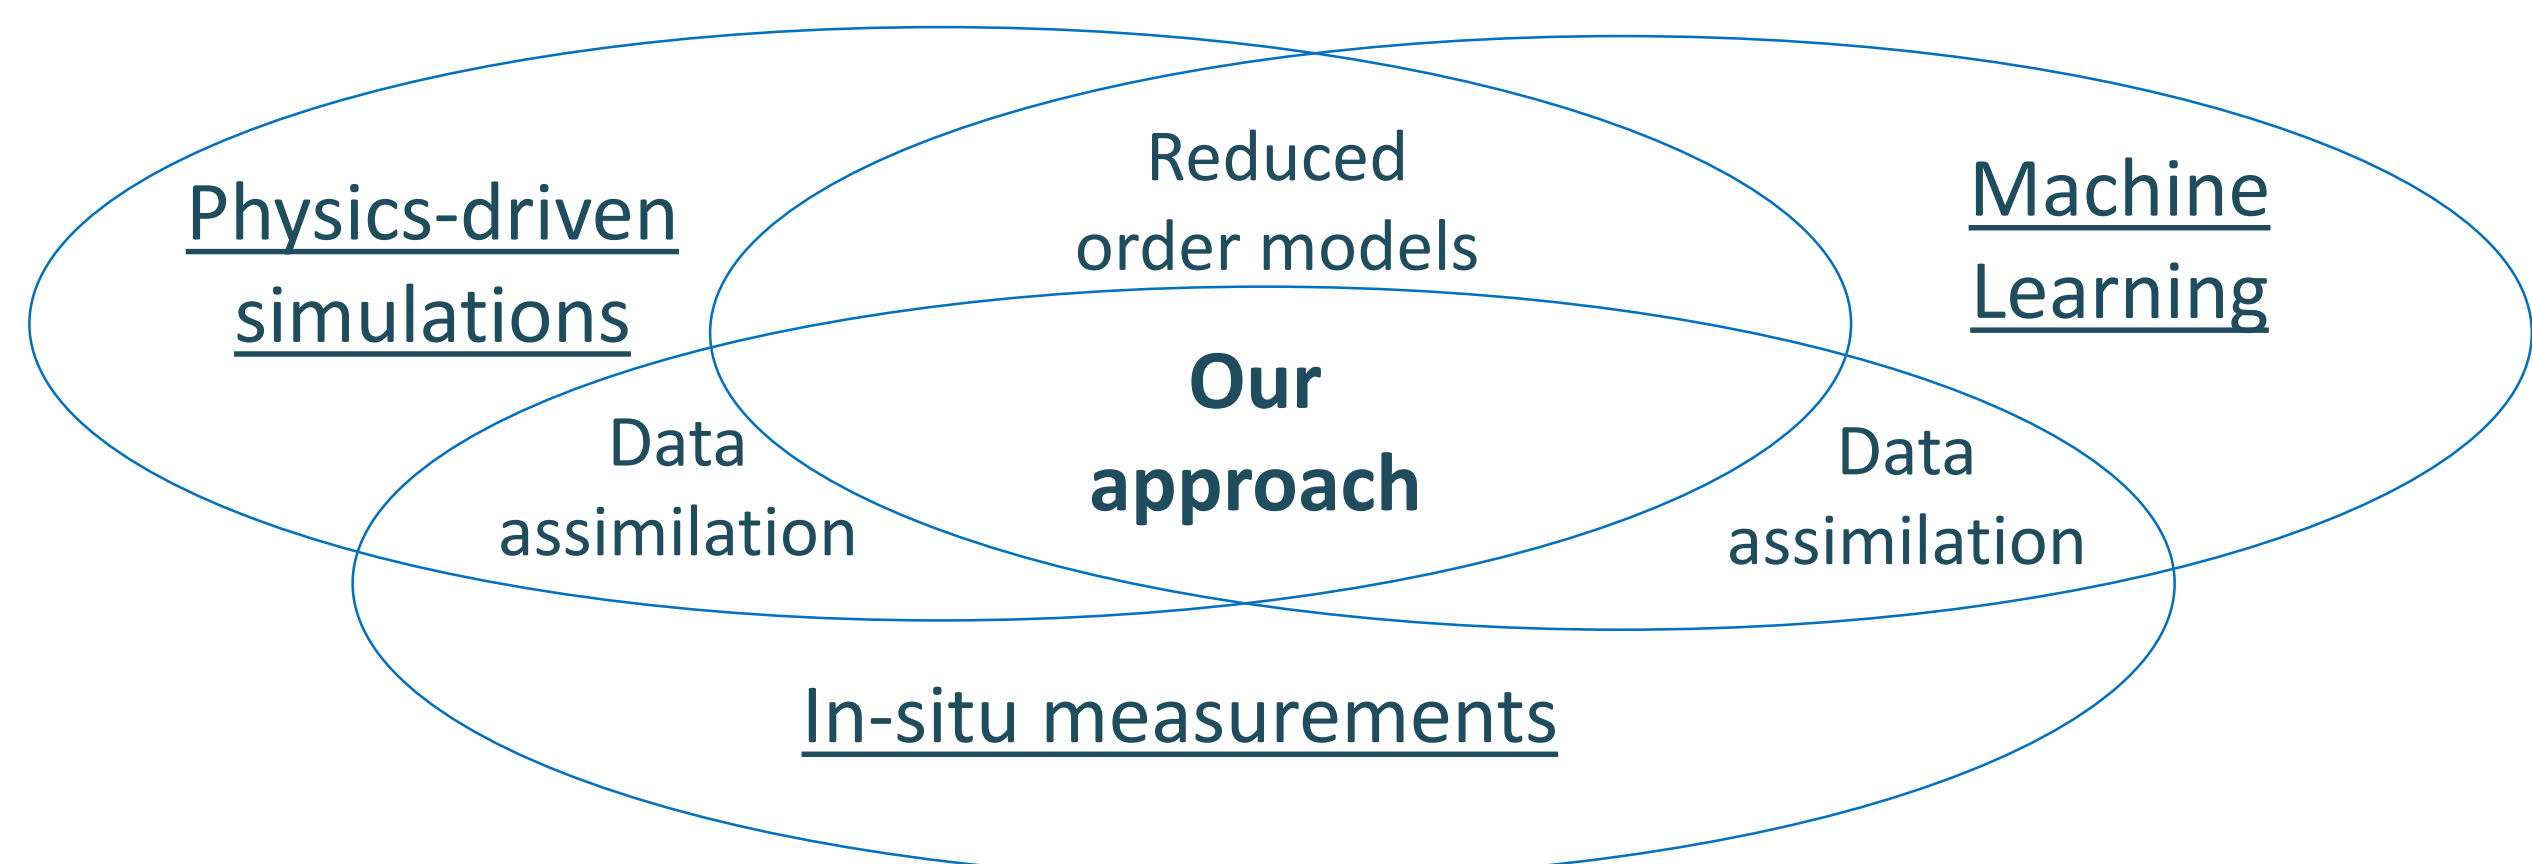 Reduced
order models
Physics-driven
simulations
Machine
Learning
Our
approach
Data
assimilation
Data
assimilation
In-situ measurements